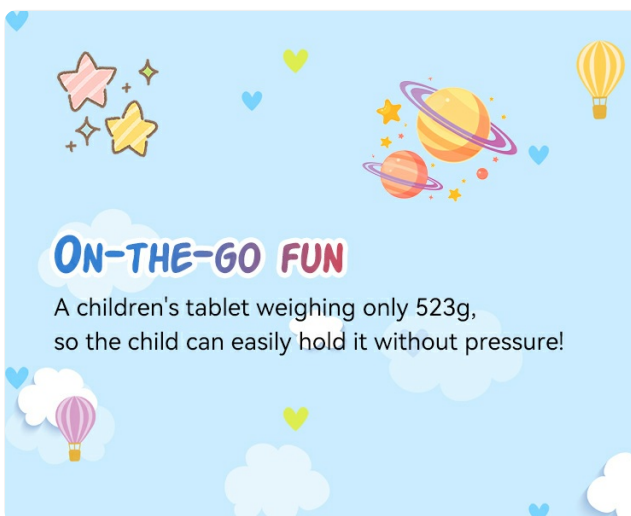 On-the-go fun
A children's tablet weighing only 523g,
so the child can easily hold it without pressure!